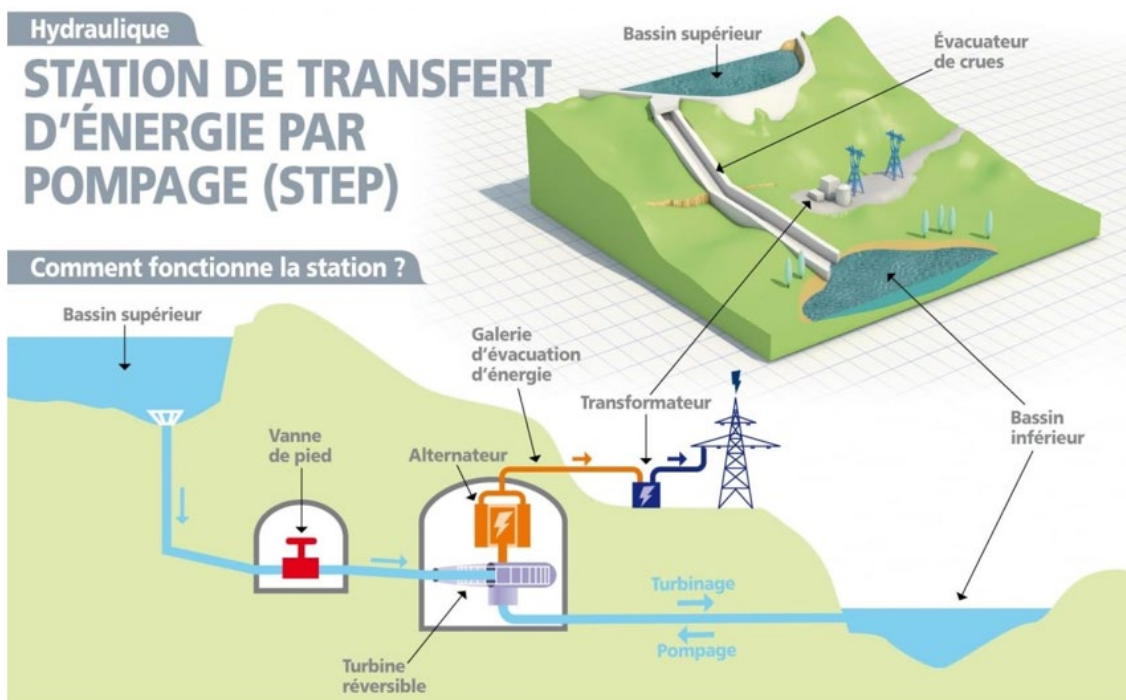 Hydraulique
STATION DE TRANSFERT
D'ÉNERGIE PAR
POMPAGE (STEP)
Bassin supérieur
Évacuateur
de crues
Comment fonctionne la station ?
Bassin supérieur
Galerie
d'évacuation
d'énergie
Transformateur
Bassin
inférieur
Vanne
de pied
Alternateur
Turbinage
Pompage
Turbine
réversible